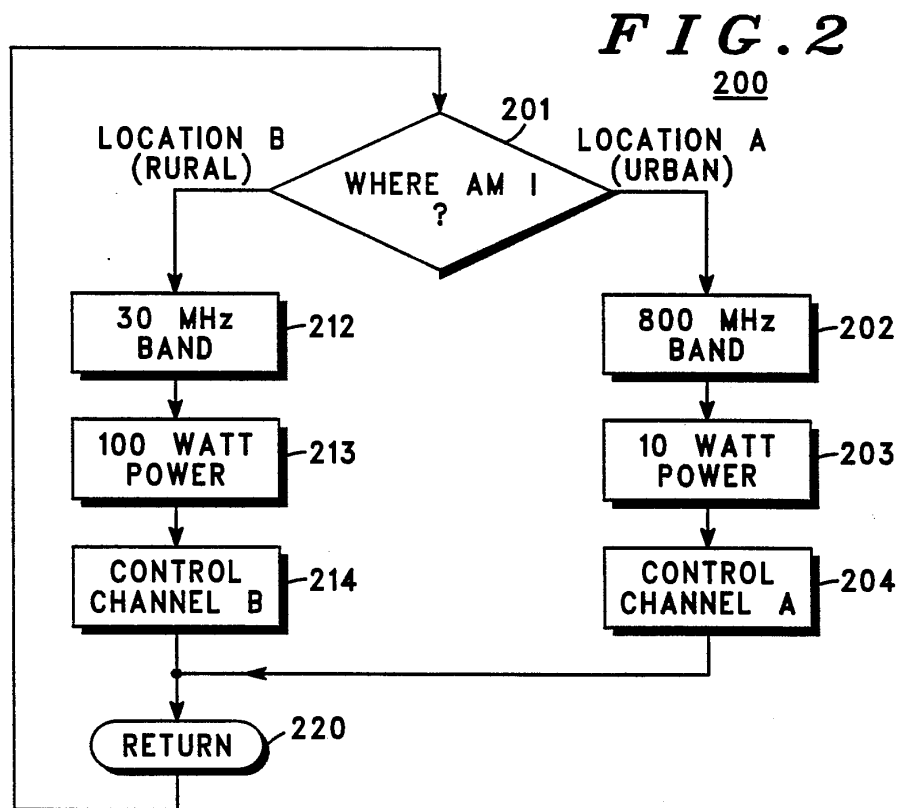 FIG.2
200
201
LOCATION B
(RURAL)
LOCATION A
(URBAN)
WHERE AM I
?
30 MHz
BAND
212
800 MHz
BAND
202
100 WATT
POWER
213
10 WATT
POWER
203
CONTROL
CHANNEL B
214
CONTROL
CHANNEL A
204
RETURN
220